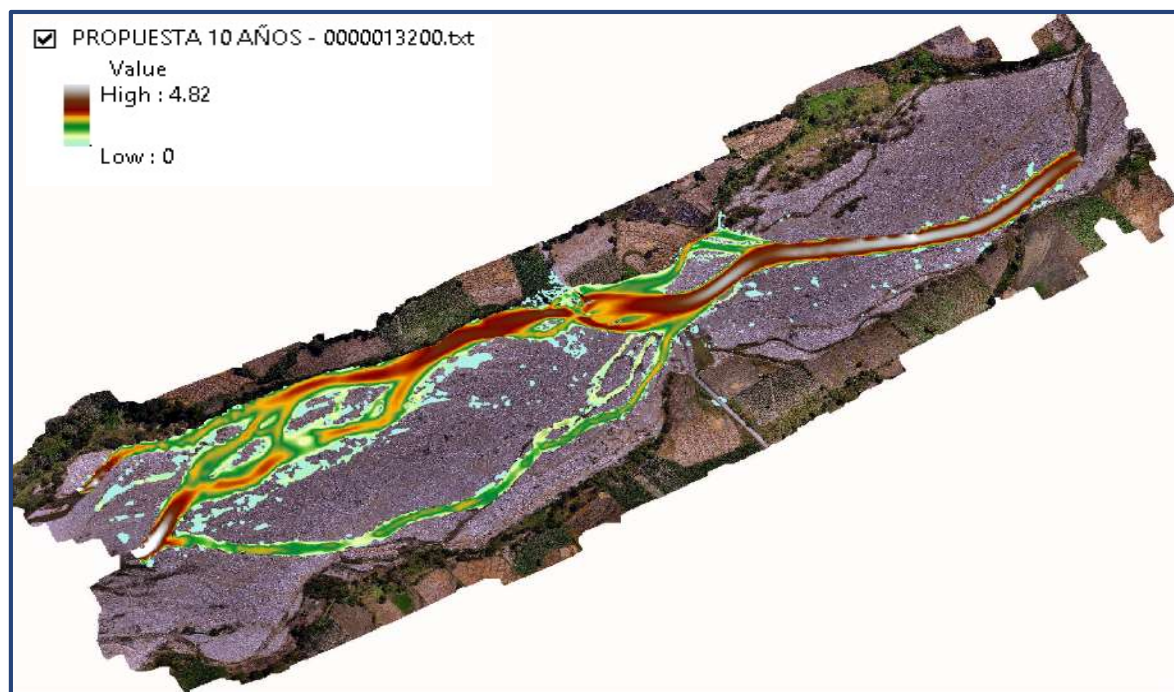 PROPUESTA 10 AÑOS - 0000013200.txt
Value
High : 4.82
Low : 0